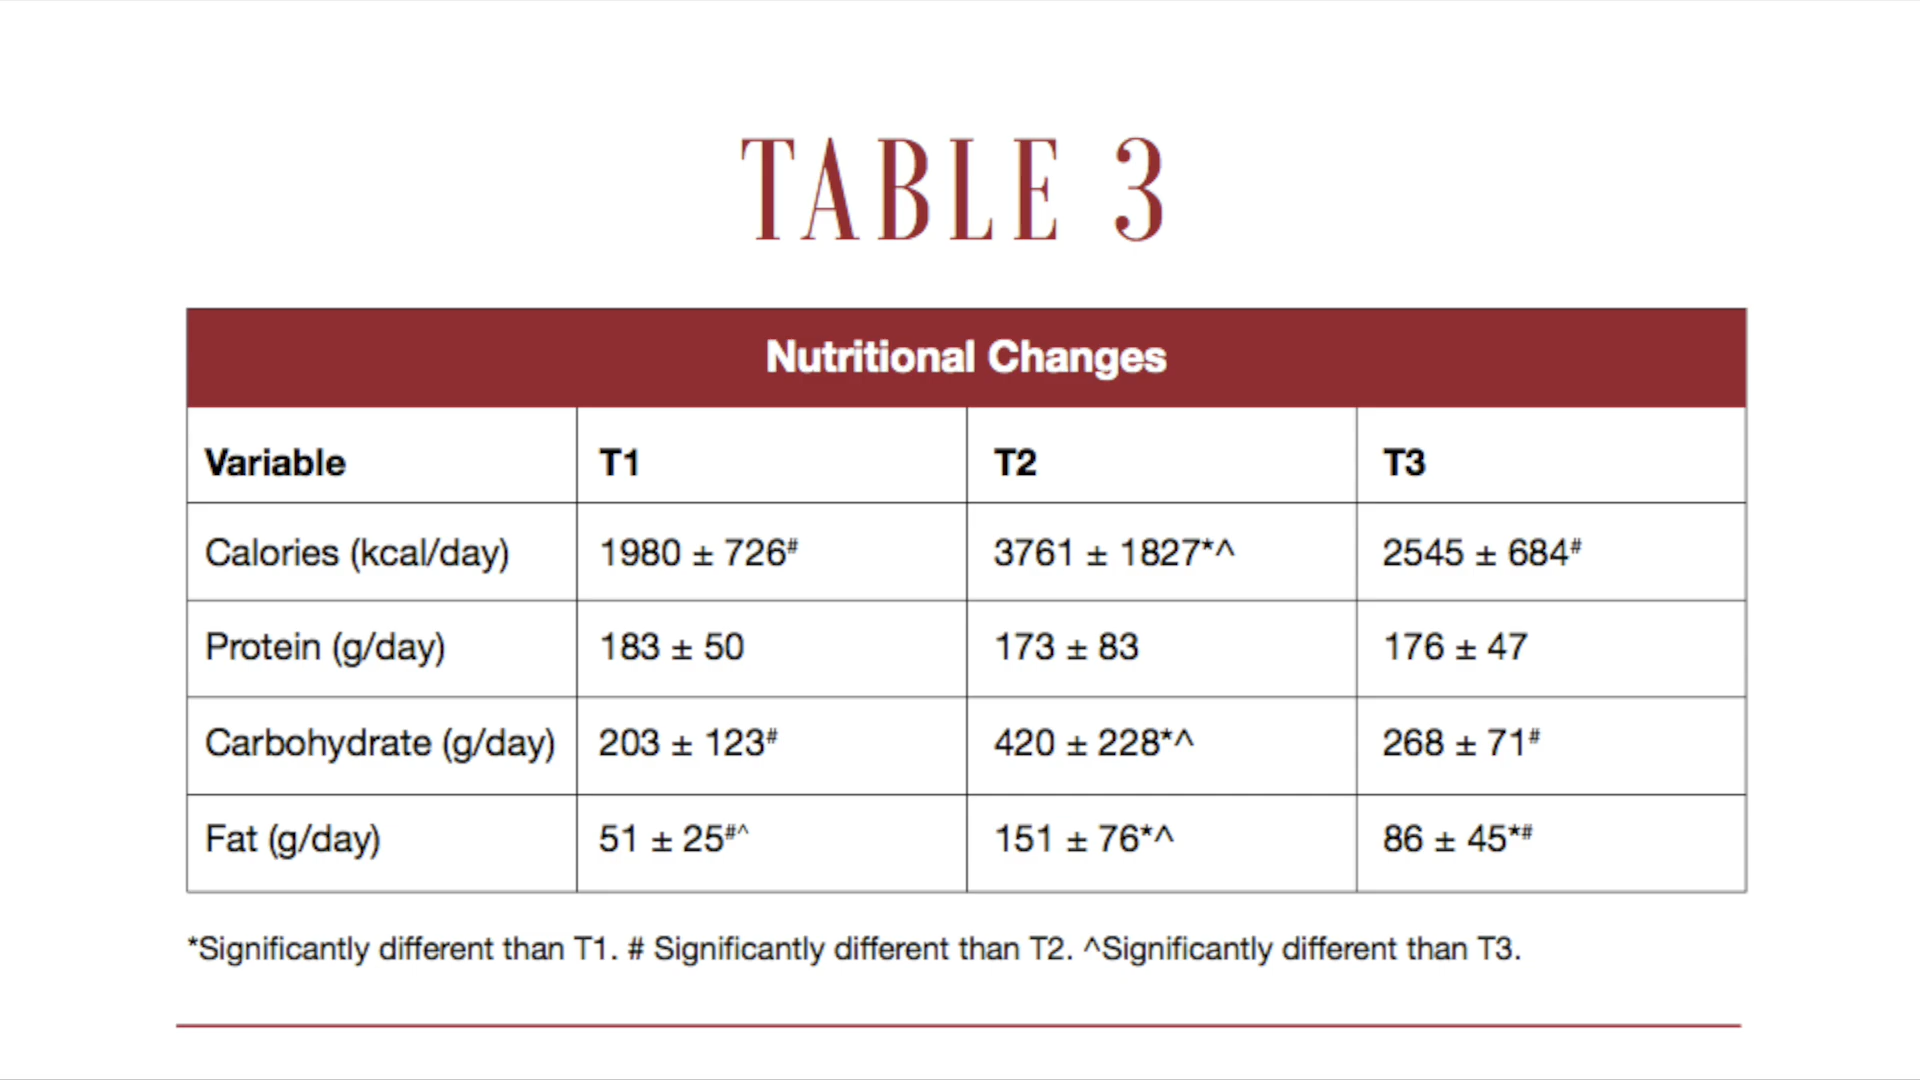 TABLE 3
Nutritional Changes
Variable T1 T2 T3
Calories (kcal/day) 1980 ± 726# 3761 ± 1827*^ 2545 ± 684#
Protein (g/day) 183 ± 50 173 ± 83 176 ± 47
Carbohydrate (g/day) 203 ± 123# 420 ± 228*^ 268 ± 71#
Fat (g/day) 51 ± 25#^ 151 ± 76*^ 86 ± 45*#
*Significantly different than T1. # Significantly different than T2. ^Significantly different than T3.